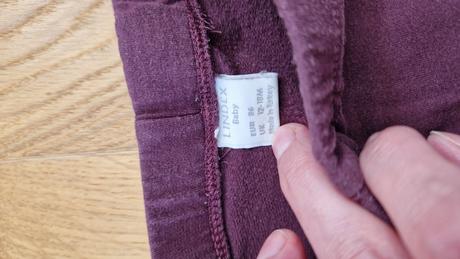 LINDEX
Baby
EUR 86
UK 12-18M
Made in Turkey